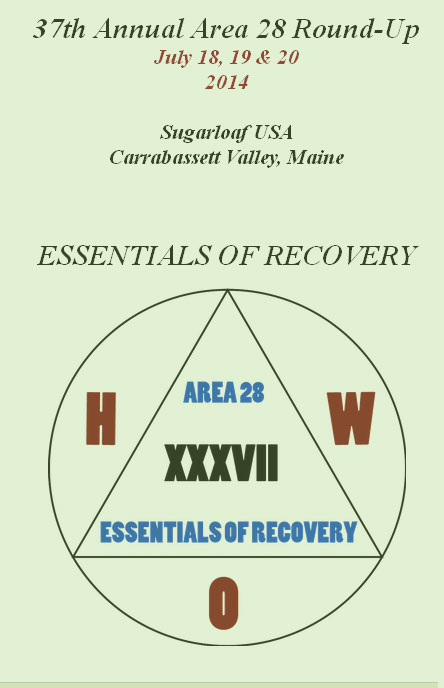 37th Annual Area 28 Round-Up
July 18, 19 & 20
2014
Sugarloaf USA
Carrabassett Valley, Maine
ESSENTIALS OF RECOVERY
AREA 28
H
W
XXXVII
ESSENTIALS OF RECOVERY
O